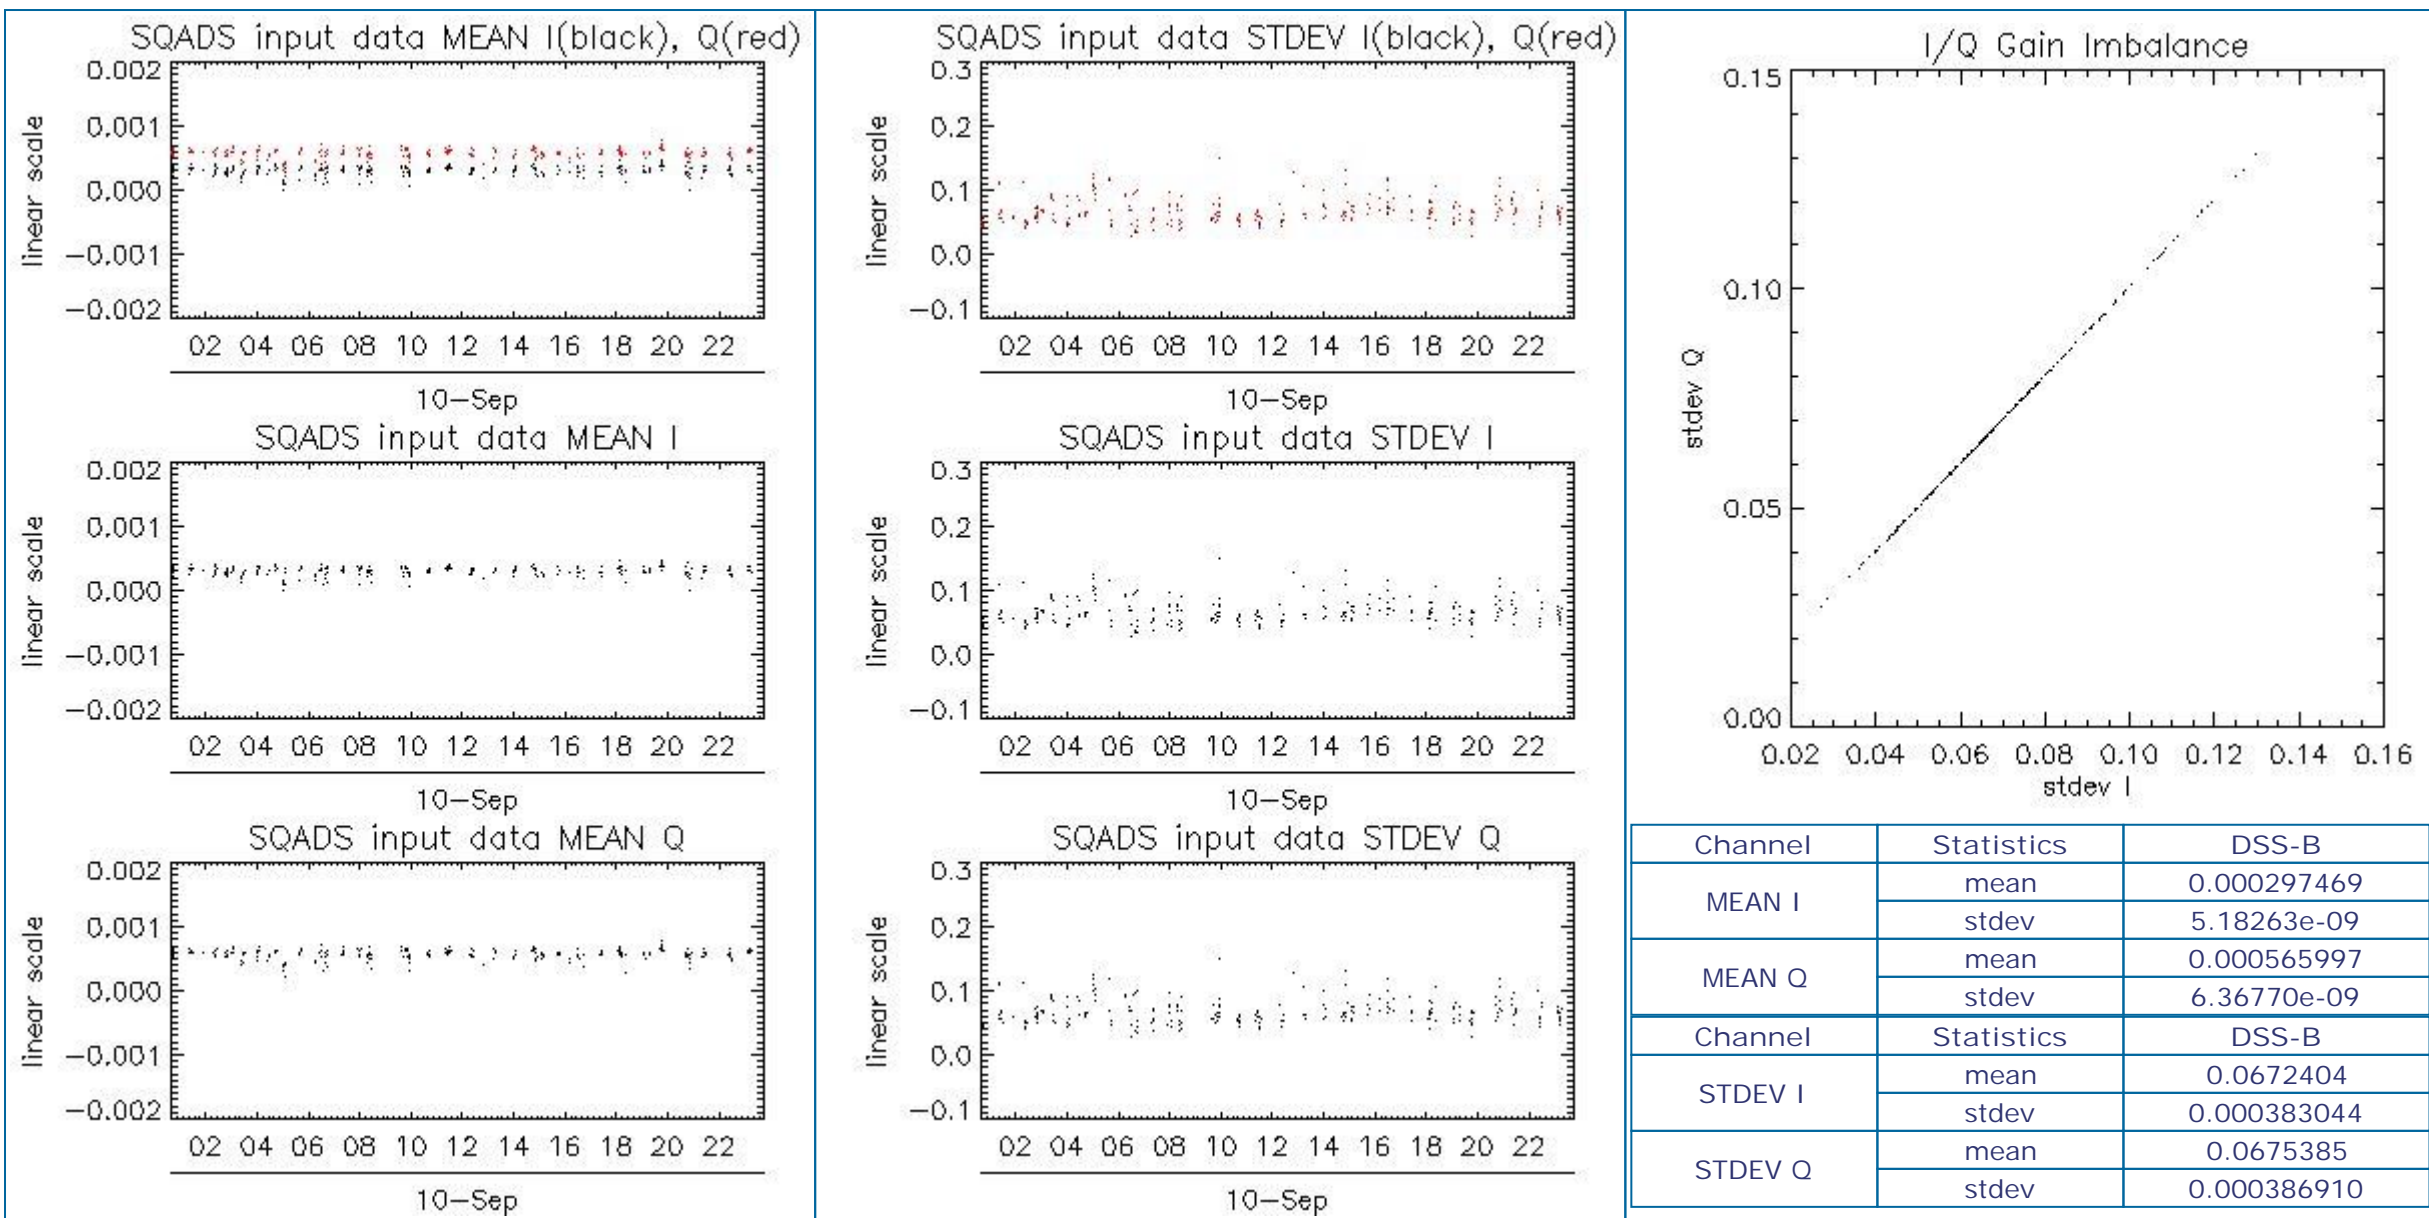 SQADS input data MEAN I(black), Q(red)
0.002
0.001
0.000
−0.001
−0.002
linear scale
02 04 06 08 10 12 14 16 18 20 22
10−Sep
SQADS input data MEAN I
0.002
0.001
0.000
−0.001
−0.002
linear scale
02 04 06 08 10 12 14 16 18 20 22
10−Sep
SQADS input data MEAN Q
0.002
0.001
0.000
−0.001
−0.002
linear scale
02 04 06 08 10 12 14 16 18 20 22
10−Sep
SQADS input data STDEV I(black), Q(red)
0.3
0.2
0.1
0.0
−0.1
linear scale
02 04 06 08 10 12 14 16 18 20 22
10−Sep
SQADS input data STDEV I
0.3
0.2
0.1
0.0
−0.1
linear scale
02 04 06 08 10 12 14 16 18 20 22
10−Sep
SQADS input data STDEV Q
0.3
0.2
0.1
0.0
−0.1
linear scale
02 04 06 08 10 12 14 16 18 20 22
10−Sep
I/Q Gain Imbalance
0.15
0.10
0.05
0.00
stdev Q
0.02 0.04 0.06 0.08 0.10 0.12 0.14 0.16
stdev I
Channel Statistics DSS-B
MEAN I mean 0.000297469
stdev 5.18263e-09
MEAN Q mean 0.000565997
stdev 6.36770e-09
Channel Statistics DSS-B
STDEV I mean 0.0672404
stdev 0.000383044
STDEV Q mean 0.0675385
stdev 0.000386910